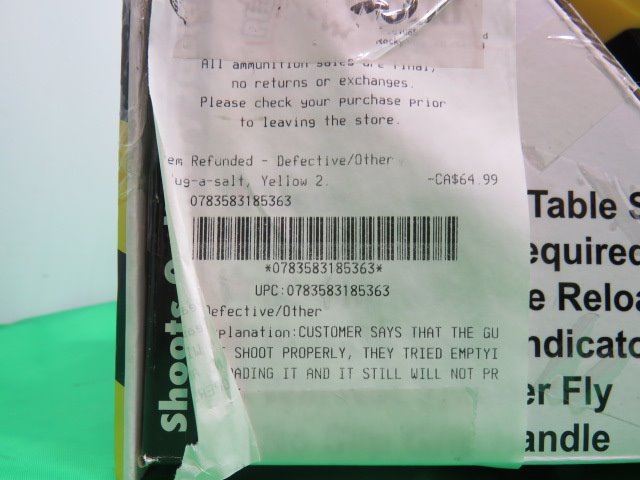 All ammunition sales are final,
no returns or exchanges.
Please check your purchase prior
to leaving the store.
em Refunded - Defective/Other
ug-a-salt, Yellow 2. -CA$64.99
0783583185363
*0783583185363*
UPC:0783583185363
Defective/Other
xplanation:CUSTOMER SAYS THAT THE GU
SHOOT PROPERLY, THEY TRIED EMPTYI
ADING IT AND IT STILL WILL NOT PR
Shoots
Table S
equired
e Reloa
ndicato
er Fly
andle